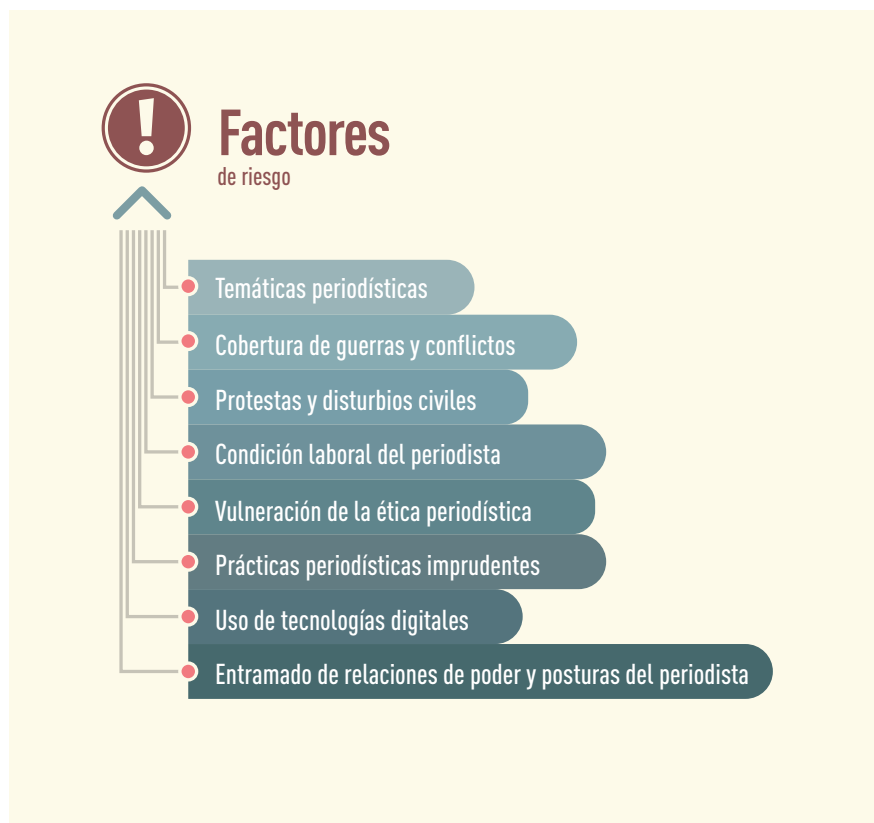 Factores
de riesgo
Temáticas periodísticas
Cobertura de guerras y conflictos
Protestas y disturbios civiles
Condición laboral del periodista
Vulneración de la ética periodística
Prácticas periodísticas imprudentes
Uso de tecnologías digitales
Entramado de relaciones de poder y posturas del periodista